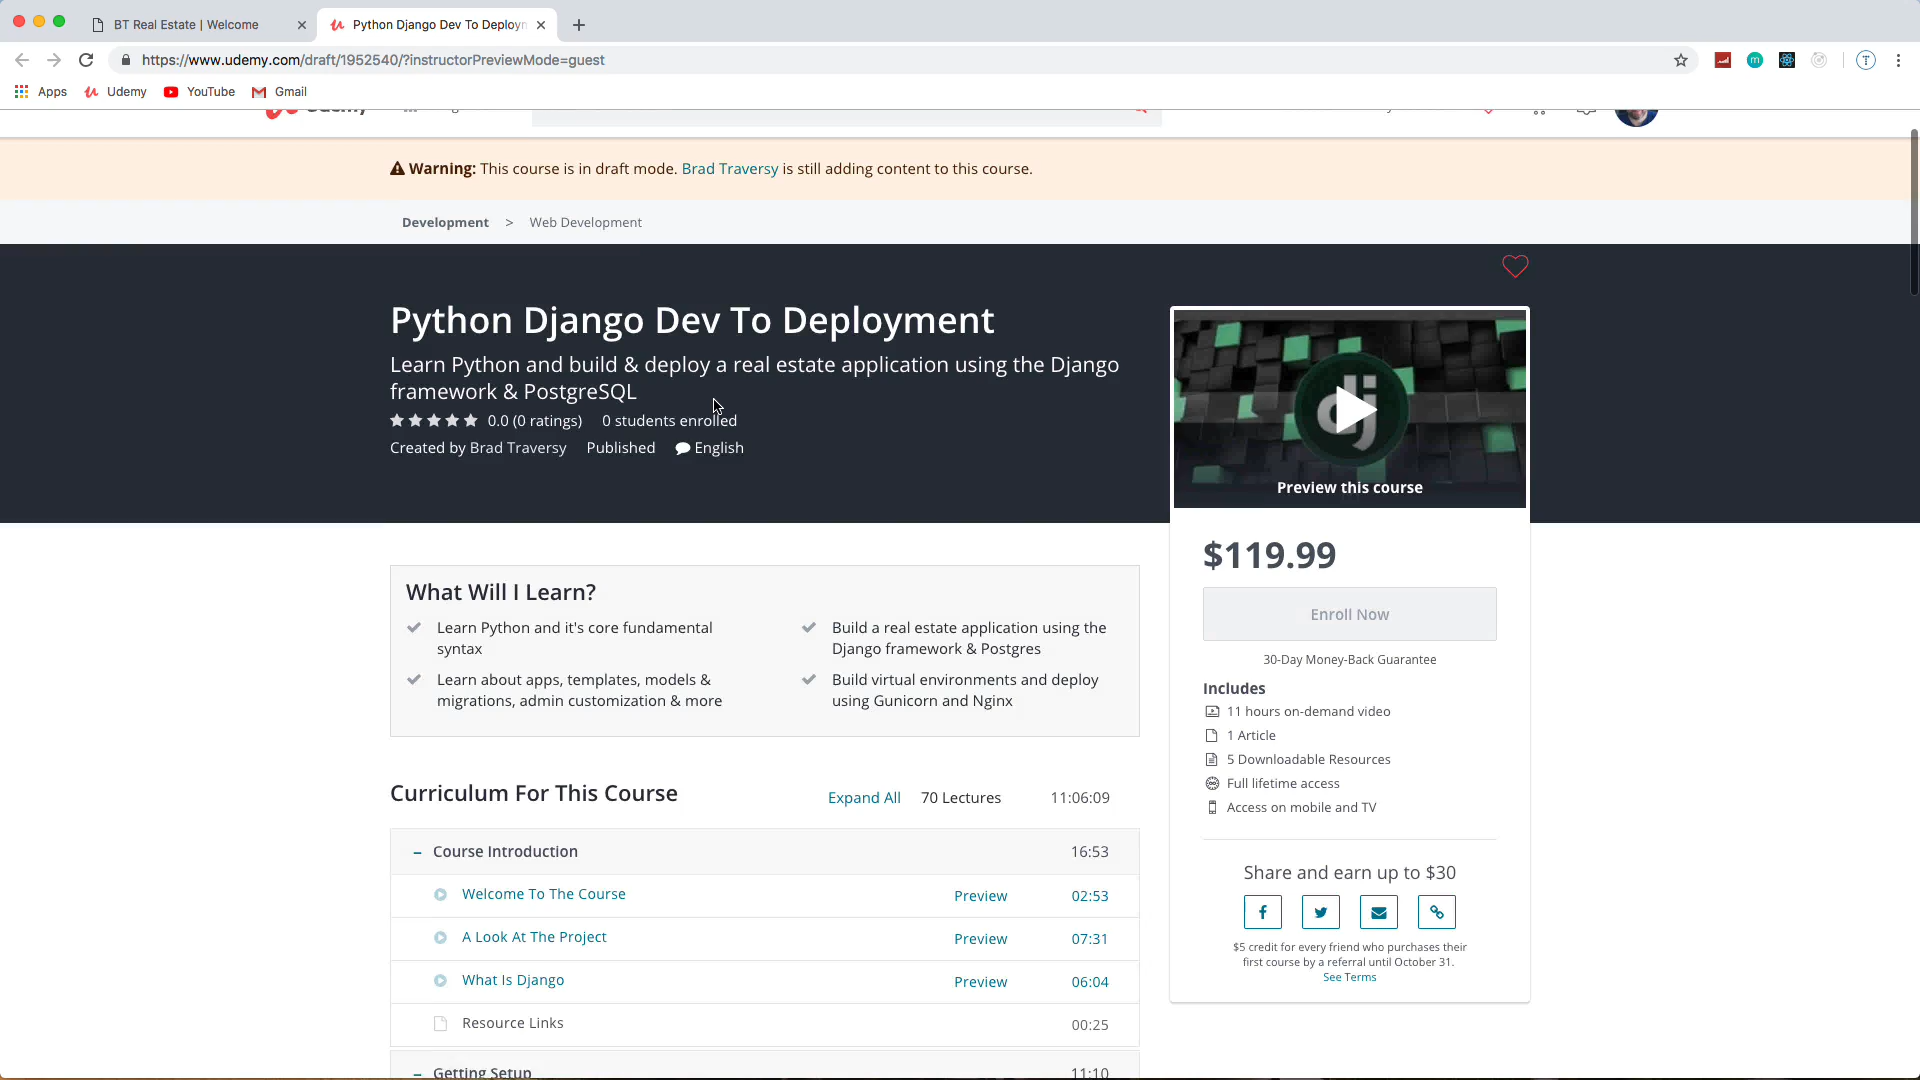 BT Real Estate | Welcome
Python Django Dev To Deployn
https://www.udemy.com/draft/1952540/?instructorPreviewMode=guest
Apps
Udemy
YouTube
Gmail
Warning: This course is in draft mode. Brad Traversy is still adding content to this course.
Development > Web Development
Python Django Dev To Deployment
Learn Python and build & deploy a real estate application using the Django
framework & PostgreSQL
0.0 (0 ratings) 0 students enrolled
Created by Brad Traversy Published English
dj
Preview this course
$119.99
Enroll Now
30-Day Money-Back Guarantee
Includes
11 hours on-demand video
1 Article
5 Downloadable Resources
Full lifetime access
Access on mobile and TV
Share and earn up to $30
$5 credit for every friend who purchases their
first course by a referral until October 31.
See Terms
What Will I Learn?
Learn Python and it's core fundamental
syntax
Build a real estate application using the
Django framework & Postgres
Learn about apps, templates, models &
migrations, admin customization & more
Build virtual environments and deploy
using Gunicorn and Nginx
Curriculum For This Course
Expand All 70 Lectures 11:06:09
– Course Introduction 16:53
Welcome To The Course Preview 02:53
A Look At The Project Preview 07:31
What Is Django Preview 06:04
Resource Links 00:25
– Getting Setup 11:10